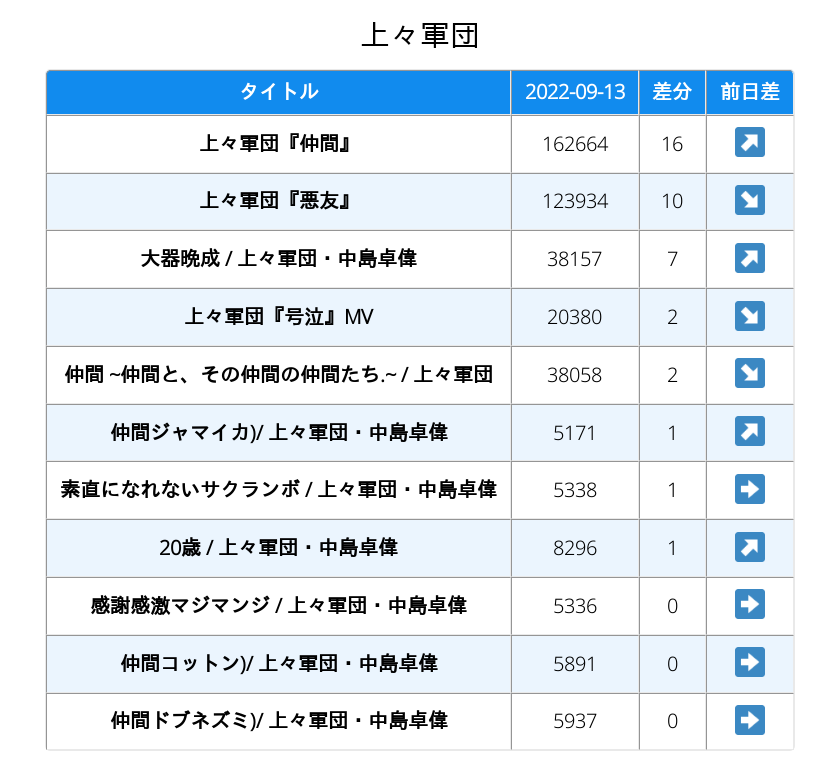 上々軍団
タイトル 2022-09-13 差分 前日差
上々軍団『仲間』 162664 16 ↗
上々軍団『悪友』 123934 10 ↘
大器晩成 / 上々軍団・中島卓偉 38157 7 ↗
上々軍団『号泣』MV 20380 2 ↘
仲間 ~仲間と、その仲間の仲間たち.~ / 上々軍団 38058 2 ↘
仲間ジャマイカ)/ 上々軍団・中島卓偉 5171 1 ↗
素直になれないサクランボ / 上々軍団・中島卓偉 5338 1 ➡
20歳 / 上々軍団・中島卓偉 8296 1 ↗
感謝感激マジマンジ / 上々軍団・中島卓偉 5336 0 ➡
仲間コットン)/ 上々軍団・中島卓偉 5891 0 ➡
仲間ドブネズミ)/ 上々軍団・中島卓偉 5937 0 ➡